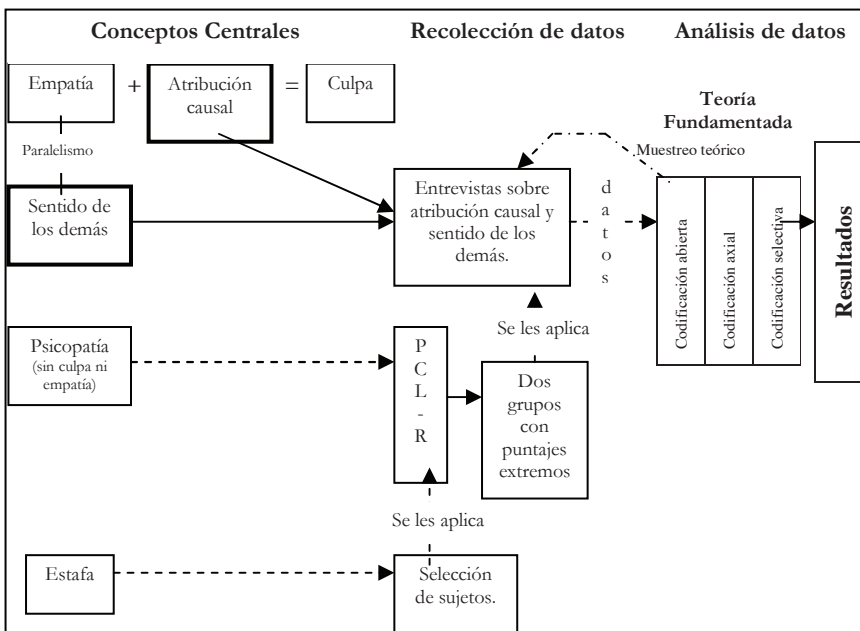 Conceptos Centrales
Recolección de datos
Análisis de datos
Empatía
+
Atribución
causal
=
Culpa
Teoría
Fundamentada
Paralelismo
Muestreo teórico
Sentido de
los demás
Entrevistas sobre
atribución causal y
sentido de los
demás.
d
a
t
o
s
Codificación abierta
Codificación axial
Codificación selectiva
Resultados
Se les aplica
Psicopatía
(sin culpa ni
empatía)
P
C
L
-
R
Dos
grupos
con
puntajes
extremos
Se les aplica
Estafa
Selección
de sujetos.